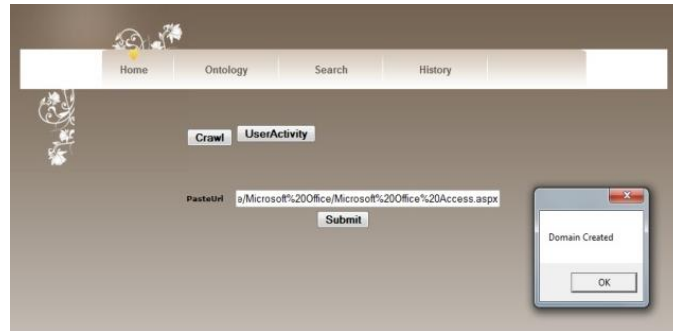 Home Ontology Search History
Crawl UserActivity
PasteUrl e/Microsoft%20Office/Microsoft%20Office%20Access.aspx
Submit
Domain Created
OK